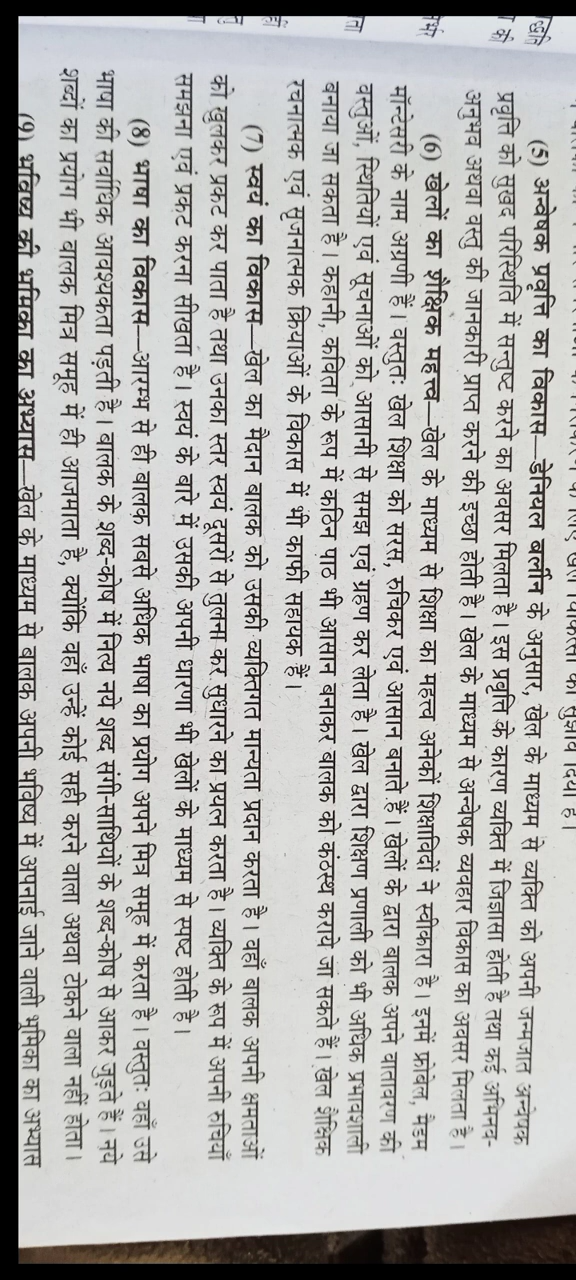 सुझाव दिया है।
(5) अन्वेषक प्रवृत्ति का विकास—डेनियल बर्लीन के अनुसार, खेल के माध्यम से व्यक्ति को अपनी जन्मजात अन्वेषक
प्रवृत्ति को सुखद परिस्थिति में सन्तुष्ट करने का अवसर मिलता है। इस प्रवृत्ति के कारण व्यक्ति में जिज्ञासा होती है तथा कई अभिनव-
अनुभव अथवा वस्तु की जानकारी प्राप्त करने की इच्छा होती है। खेल के माध्यम से अन्वेषक व्यवहार विकास का अवसर मिलता है।
(6) खेलों का शैक्षिक महत्त्व—खेल के माध्यम से शिक्षा का महत्त्व अनेकों शिक्षाविदों ने स्वीकारा है। इनमें फ्रोबेल, मैडम
मॉन्टेसरी के नाम अग्रणी हैं। वस्तुतः खेल शिक्षा को सरस, रुचिकर एवं आसान बनाते हैं। खेलों के द्वारा बालक अपने वातावरण की
वस्तुओं, स्थितियों एवं सूचनाओं को आसानी से समझ एवं ग्रहण कर लेता है। खेल द्वारा शिक्षण प्रणाली को भी अधिक प्रभावशाली
बनाया जा सकता है। कहानी, कविता के रूप में कठिन पाठ भी आसान बनाकर बालक को कंठस्थ कराये जा सकते हैं। खेल शैक्षिक
रचनात्मक एवं सृजनात्मक क्रियाओं के विकास में भी काफी सहायक हैं।
(7) स्वयं का विकास—खेल का मैदान बालक को उसकी व्यक्तिगत मान्यता प्रदान करता है। वहाँ बालक अपनी क्षमताओं
को खुलकर प्रकट कर पाता है तथा उनका स्तर स्वयं दूसरों से तुलना कर सुधारने का प्रयत्न करता है। व्यक्ति के रूप में अपनी रुचियाँ
समझना एवं प्रकट करना सीखता है। स्वयं के बारे में उसकी अपनी धारणा भी खेलों के माध्यम से स्पष्ट होती है।
(8) भाषा का विकास—आरम्भ से ही बालक सबसे अधिक भाषा का प्रयोग अपने मित्र समूह में करता है। वस्तुतः वहाँ उसे
भाषा की सर्वाधिक आवश्यकता पड़ती है। बालक के शब्द-कोष में नित्य नये शब्द संगी-साथियों के शब्द-कोष से आकर जुड़ते हैं। नये
शब्दों का प्रयोग भी बालक मित्र समूह में ही आजमाता है, क्योंकि वहाँ उन्हें कोई सही करने वाला अथवा टोकने वाला नहीं होता।
(9) भविष्य की भूमिका का अभ्यास—खेल के माध्यम से बालक अपनी भविष्य में अपनाई जाने वाली भूमिका का अभ्यास